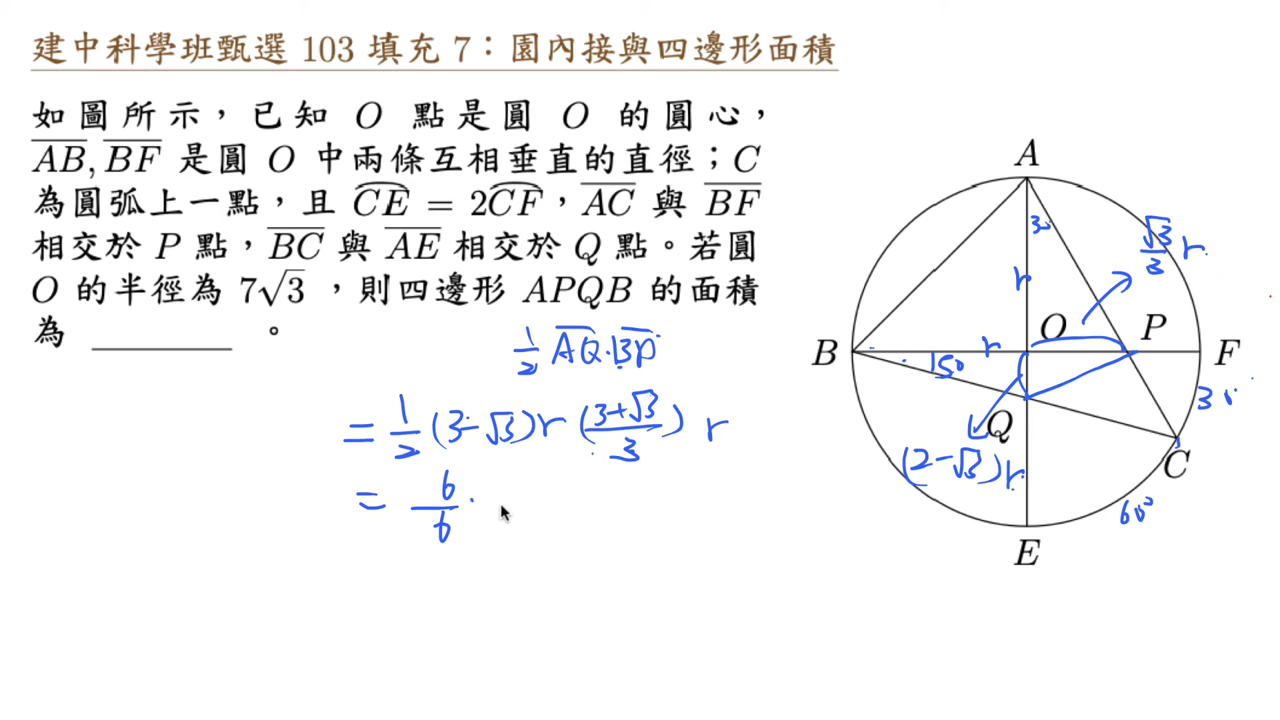 建中科學班甄選 103 填充 7：圓內接與四邊形面積
如圖所示，已知 O 點是圓 O 的圓心，
AB, BF 是圓 O 中兩條互相垂直的直徑；C
為圓弧上一點，且 CE = 2CF，AC 與 BF
相交於 P 點，BC 與 AE 相交於 Q 點。若圓
O 的半徑為 7√3，則四邊形 APQB 的面積
為 ________ 。
1/2 AQ·BP
= 1/2 (3-√3)r (3+√3/3) r
= 6/6 ·
A
30
√3/3 r
r
O
P
B
r
F
15°
30
Q
(2-√3)r
C
60°
E